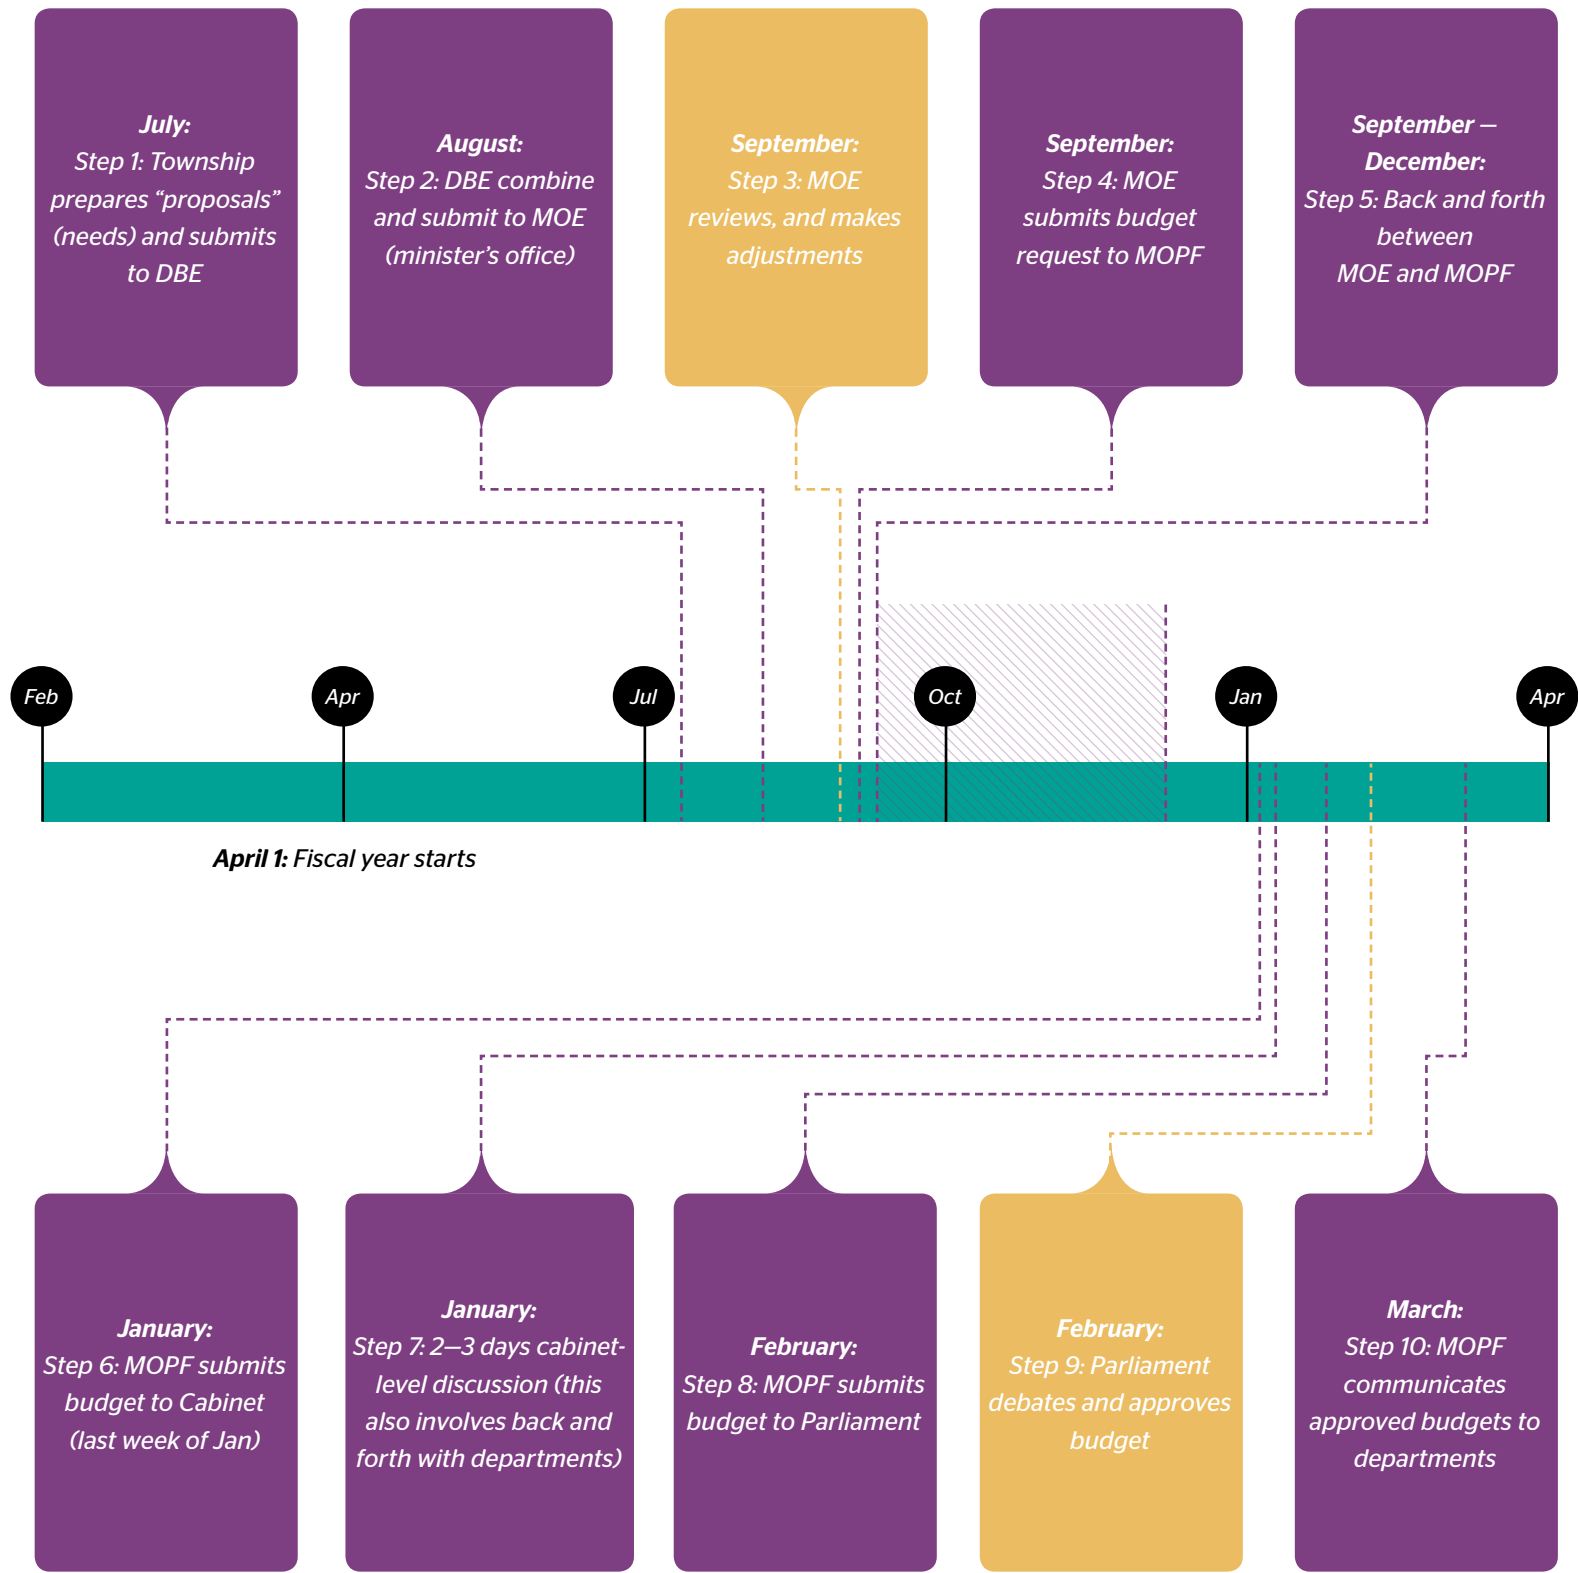 July:
Step 1: Township
prepares “proposals”
(needs) and submits
to DBE
August:
Step 2: DBE combine
and submit to MOE
(minister’s office)
September:
Step 3: MOE
reviews, and makes
adjustments
September:
Step 4: MOE
submits budget
request to MOPF
September –
December:
Step 5: Back and forth
between
MOE and MOPF
Feb
Apr
Jul
Oct
Jan
Apr
April 1: Fiscal year starts
January:
Step 6: MOPF submits
budget to Cabinet
(last week of Jan)
January:
Step 7: 2–3 days cabinet-
level discussion (this
also involves back and
forth with departments)
February:
Step 8: MOPF submits
budget to Parliament
February:
Step 9: Parliament
debates and approves
budget
March:
Step 10: MOPF
communicates
approved budgets to
departments